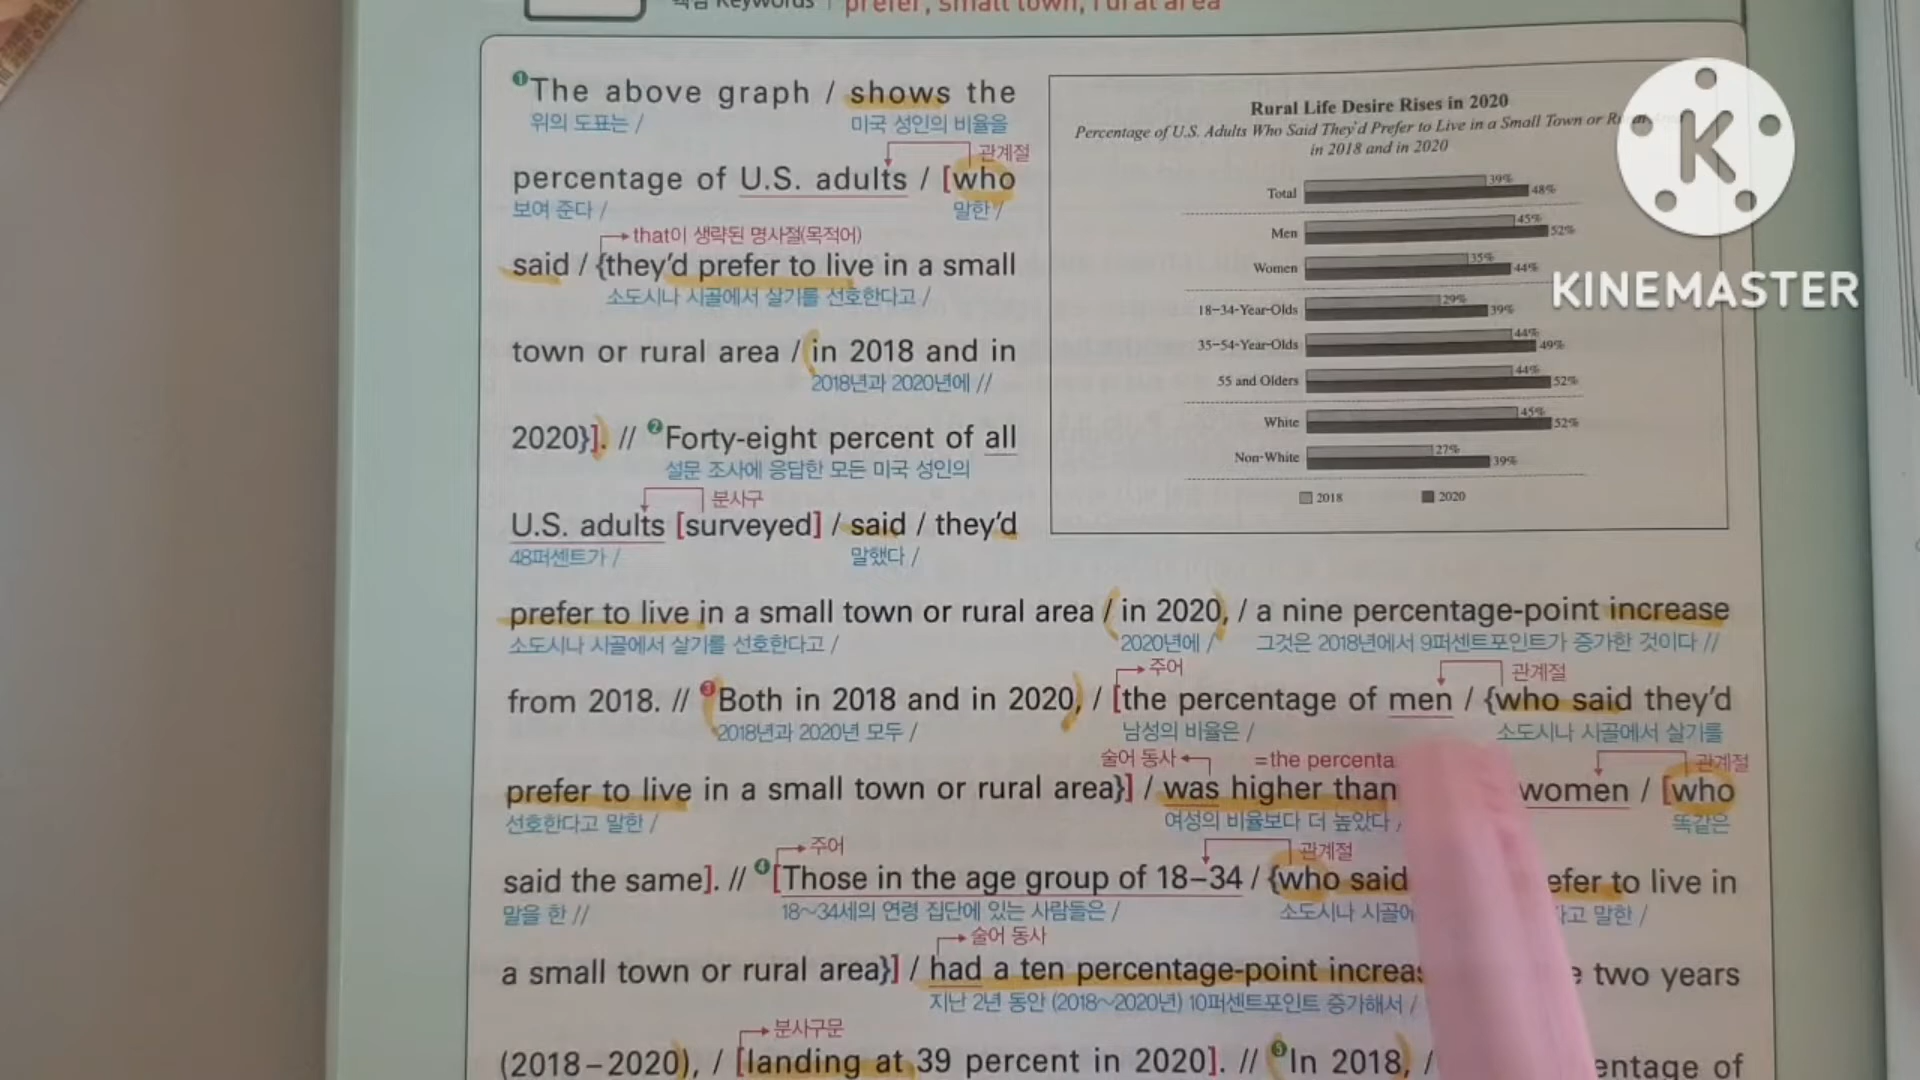 핵심 Keywords | prefer, small town, rural area
❶The above graph / shows the
위의 도표는 / 미국 성인의 비율을
관계절
percentage of U.S. adults / [who
보여 준다 / 말한 /
that이 생략된 명사절(목적어)
said / {they'd prefer to live in a small
소도시나 시골에서 살기를 선호한다고 /
town or rural area / in 2018 and in
2018년과 2020년에 //
2020}]. // ❷Forty-eight percent of all
설문 조사에 응답한 모든 미국 성인의
분사구
U.S. adults [surveyed] / said / they'd
48퍼센트가 / 말했다 /
Rural Life Desire Rises in 2020
Percentage of U.S. Adults Who Said They'd Prefer to Live in a Small Town or
in 2018 and in 2020
Total 39% 48%
Men 45% 52%
Women 35% 44%
18-34-Year-Olds 29% 39%
35-54-Year-Olds 44% 49%
55 and Olders 44% 52%
White 45% 52%
Non-White 27% 39%
2018 2020
K
KINEMASTER
prefer to live in a small town or rural area / in 2020, / a nine percentage-point increase
소도시나 시골에서 살기를 선호한다고 / 2020년에 / 그것은 2018년에서 9퍼센트포인트가 증가한 것이다 //
주어 관계절
from 2018. // ❸Both in 2018 and in 2020, / [the percentage of men / {who said they'd
2018년과 2020년 모두 / 남성의 비율은 / 소도시나 시골에서 살기를
술어 동사 =the percenta 관계절
prefer to live in a small town or rural area}] / was higher than women / [who
선호한다고 말한 / 여성의 비율보다 더 높았다 / 똑같은
주어 관계절
said the same]. // ❹[Those in the age group of 18–34 / {who said efer to live in
말을 한 // 18~34세의 연령 집단에 있는 사람들은 / 소도시나 시골에 고 말한 /
술어 동사
a small town or rural area}] / had a ten percentage-point increas two years
지난 2년 동안 (2018~2020년) 10퍼센트포인트 증가해서 /
분사구문
(2018–2020), / [landing at 39 percent in 2020]. // ❺In 2018, / entage of